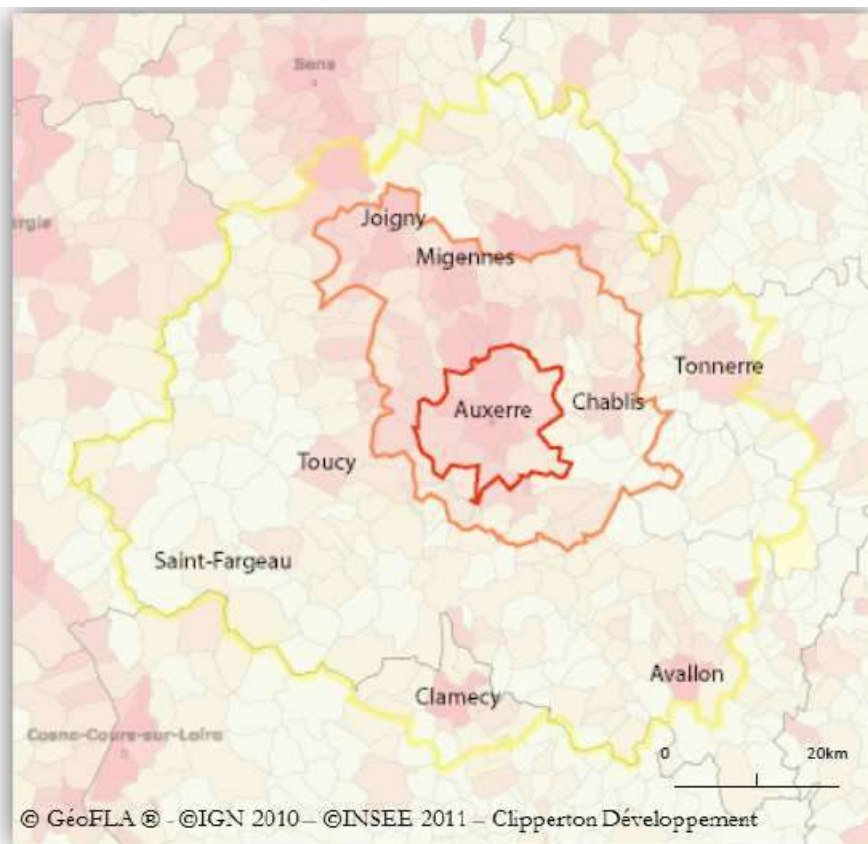 Sens
Joigny
Migennes
Tonnerre
Auxerre
Chablis
Toucy
Saint-Fargeau
Avallon
Clamecy
Cosne-Cours-sur-Loire
0 20km
© GéoFLA ® - ©IGN 2010 – ©INSEE 2011 – Clipperton Développement